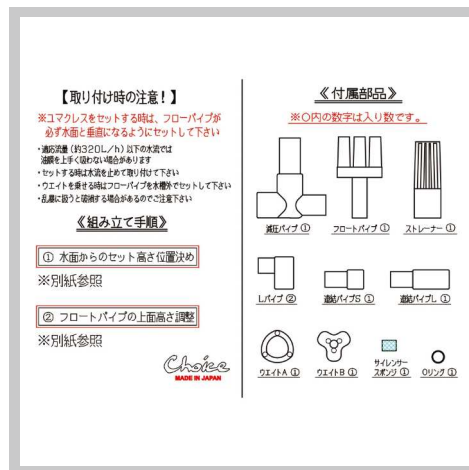 【取り付け時の注意！】
※ユマクレスをセットする時は、フローパイプが
必ず水面と垂直になるようにセットして下さい
・適応流量（約320L／h）以下の水流では
油膜を上手く吸わない場合があります
・セットする時は水流を止めて取り付けて下さい
・ウエイトを乗せる時はフローパイプを水槽外でセットして下さい
・乱暴に扱うと破損する場合があるのでご注意下さい
《組み立て手順》
① 水面からのセット高さ位置決め
※別紙参照
② フロートパイプの上面高さ調整
※別紙参照
Choice
MADE IN JAPAN
《付属部品》
※○内の数字は入り数です。
減圧パイプ ①
フロートパイプ ①
ストレーナー ①
Lパイプ ②
連結パイプS ①
連結パイプL ①
ウエイトA ①
ウエイトB ①
サイレンサー
スポンジ ①
Oリング ①